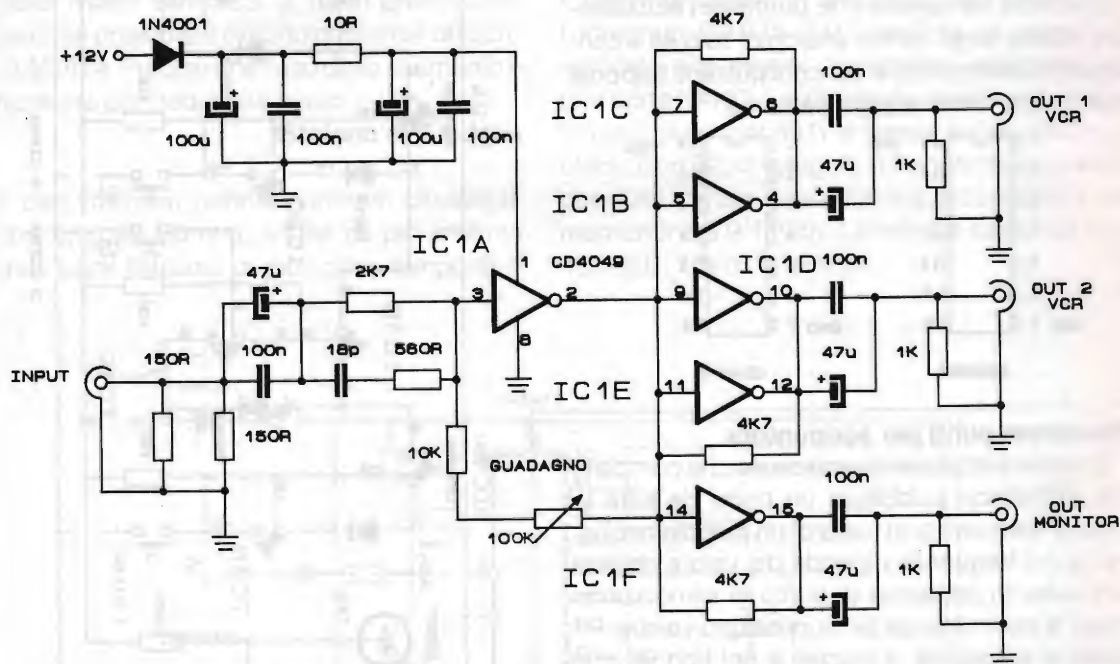 1N4001
10R
+12V
100u
100n
100u
100n
4K7
100n
IC1C
7
6
OUT 1
VCR
1K
47u
IC1B
5
4
IC1A
1
CD4049
IC1D
100n
47u
2K7
3
2
9
10
OUT 2
VCR
8
1K
150R
100n
18p
560R
47u
INPUT
11
12
IC1E
150R
4K7
10K
GUADAGNO
100n
100K
14
15
OUT
MONITOR
IC1F
4K7
47u
1K